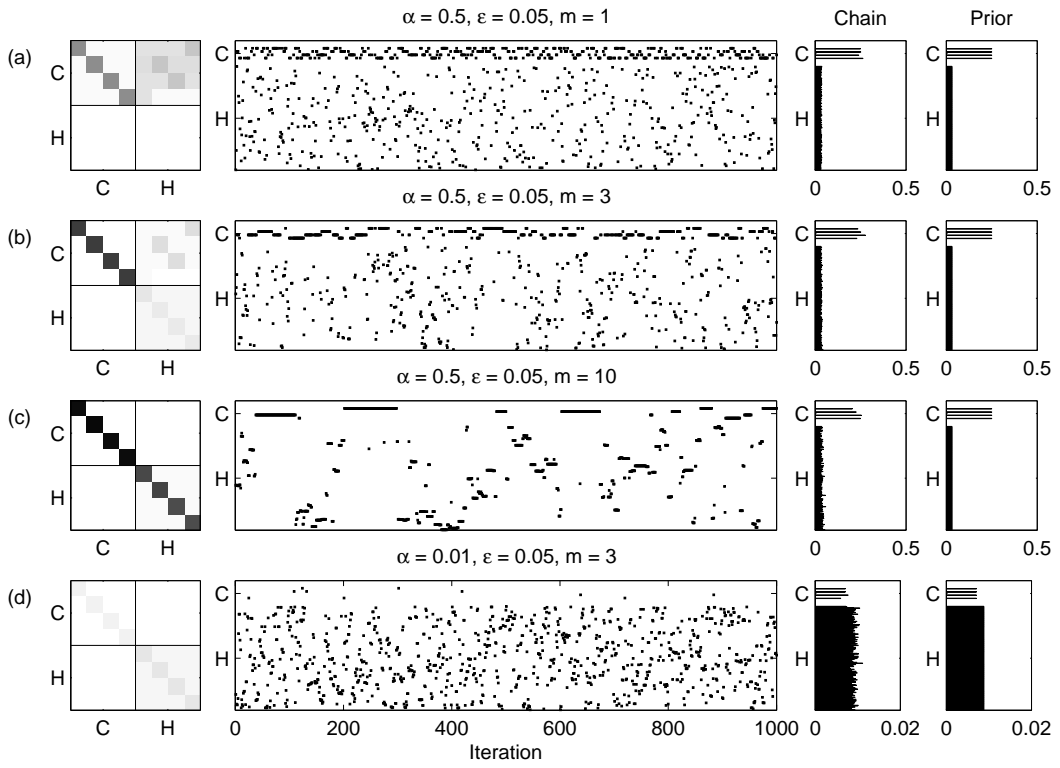 α = 0.5, ε = 0.05, m = 1
Chain
Prior
(a)
C
H
C
H
C
H
C
H
C H
0 0.5
0 0.5
α = 0.5, ε = 0.05, m = 3
(b)
C
H
C
H
C
H
C
H
C H
0 0.5
0 0.5
α = 0.5, ε = 0.05, m = 10
(c)
C
H
C
H
C
H
C
H
C H
0 0.5
0 0.5
α = 0.01, ε = 0.05, m = 3
(d)
C
H
C
H
C
H
C
H
C H
0 200 400 600 800 1000
0 0.02
0 0.02
Iteration